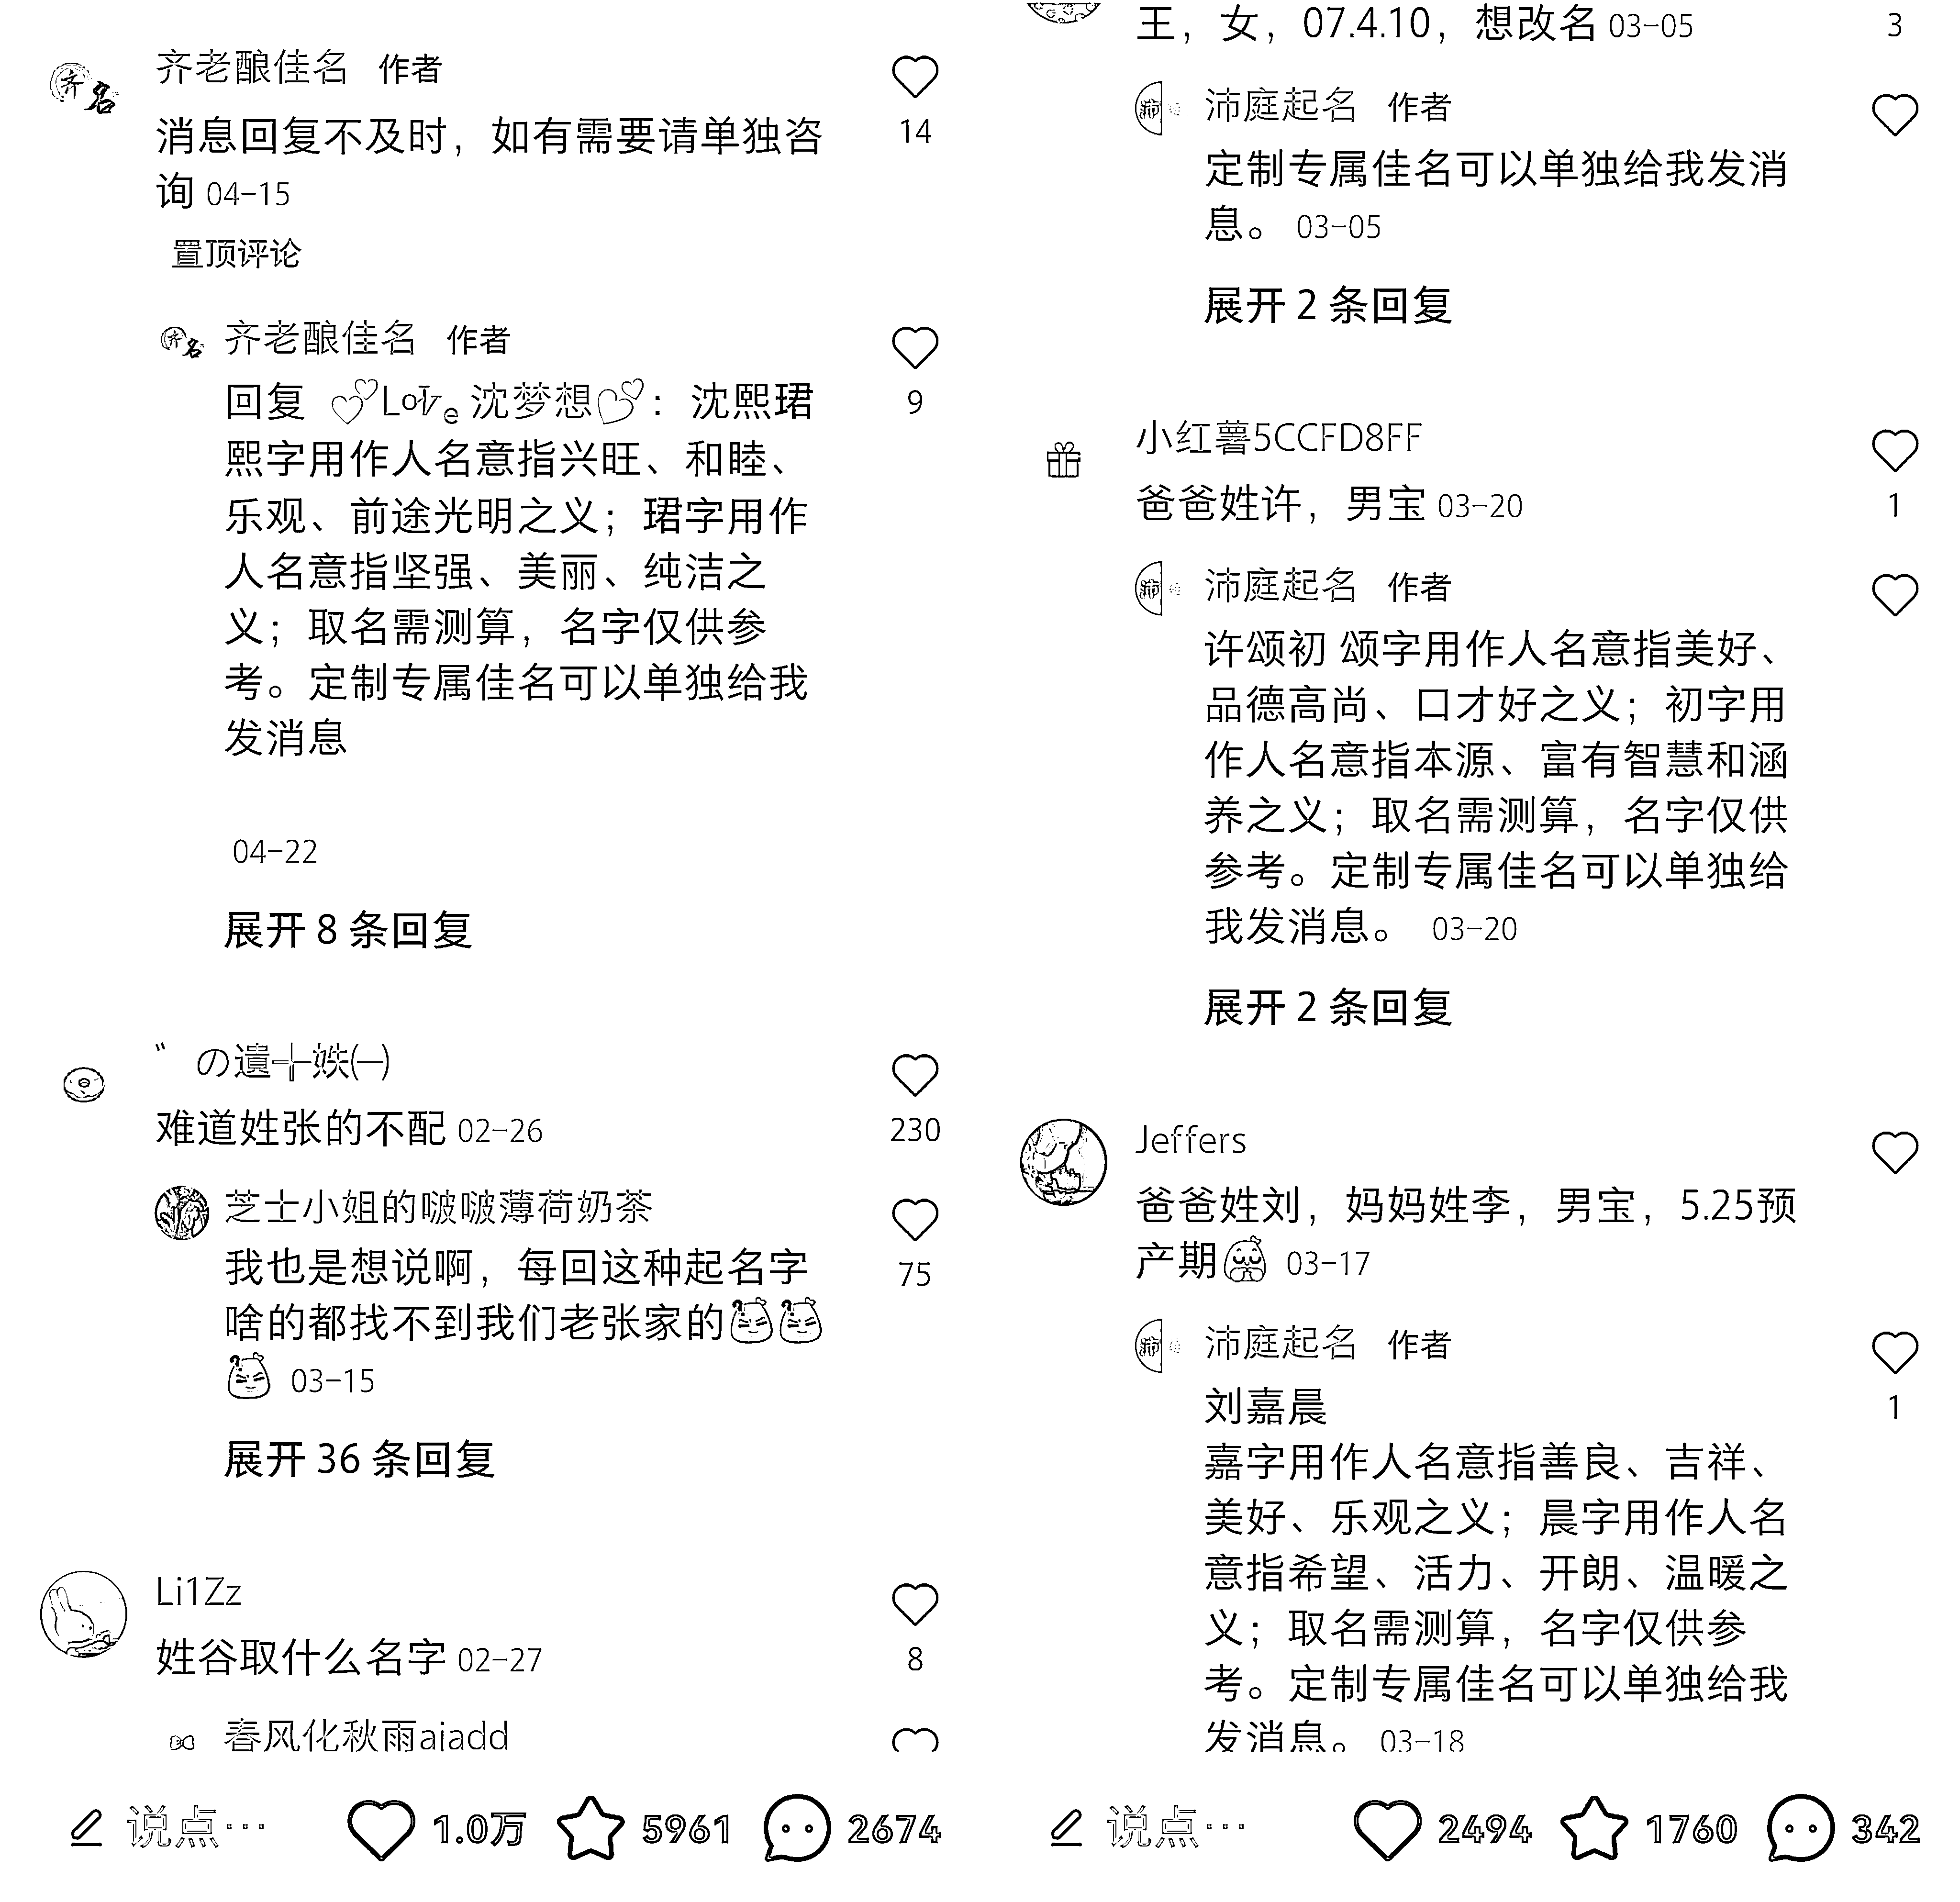 齐老酿佳名 作者
消息回复不及时，如有需要请单独咨
询 04-15
14
置顶评论
齐老酿佳名 作者
回复 💕Love沈梦想💕：沈熙珺
熙字用作人名意指兴旺、和睦、
乐观、前途光明之义；珺字用作
人名意指坚强、美丽、纯洁之
义；取名需测算，名字仅供参
考。定制专属佳名可以单独给我
发消息
9
04-22
展开 8 条回复
难道姓张的不配 02-26
230
芝士小姐的啵啵薄荷奶茶
我也是想说啊，每回这种起名字
啥的都找不到我们老张家的
03-15
75
展开 36 条回复
Li1Zz
姓谷取什么名字 02-27
8
春风化秋雨aiadd
说点…
1.0万 5961 2674
王，女，07.4.10，想改名 03-05
3
沛庭起名 作者
定制专属佳名可以单独给我发消
息。 03-05
展开 2 条回复
小红薯5CCFD8FF
爸爸姓许，男宝 03-20
1
沛庭起名 作者
许颂初 颂字用作人名意指美好、
品德高尚、口才好之义；初字用
作人名意指本源、富有智慧和涵
养之义；取名需测算，名字仅供
参考。定制专属佳名可以单独给
我发消息。 03-20
展开 2 条回复
Jeffers
爸爸姓刘，妈妈姓李，男宝，5.25预
产期 03-17
沛庭起名 作者
刘嘉晨
嘉字用作人名意指善良、吉祥、
美好、乐观之义；晨字用作人名
意指希望、活力、开朗、温暖之
义；取名需测算，名字仅供参
考。定制专属佳名可以单独给我
发消息。 03-18
1
说点…
2494 1760 342